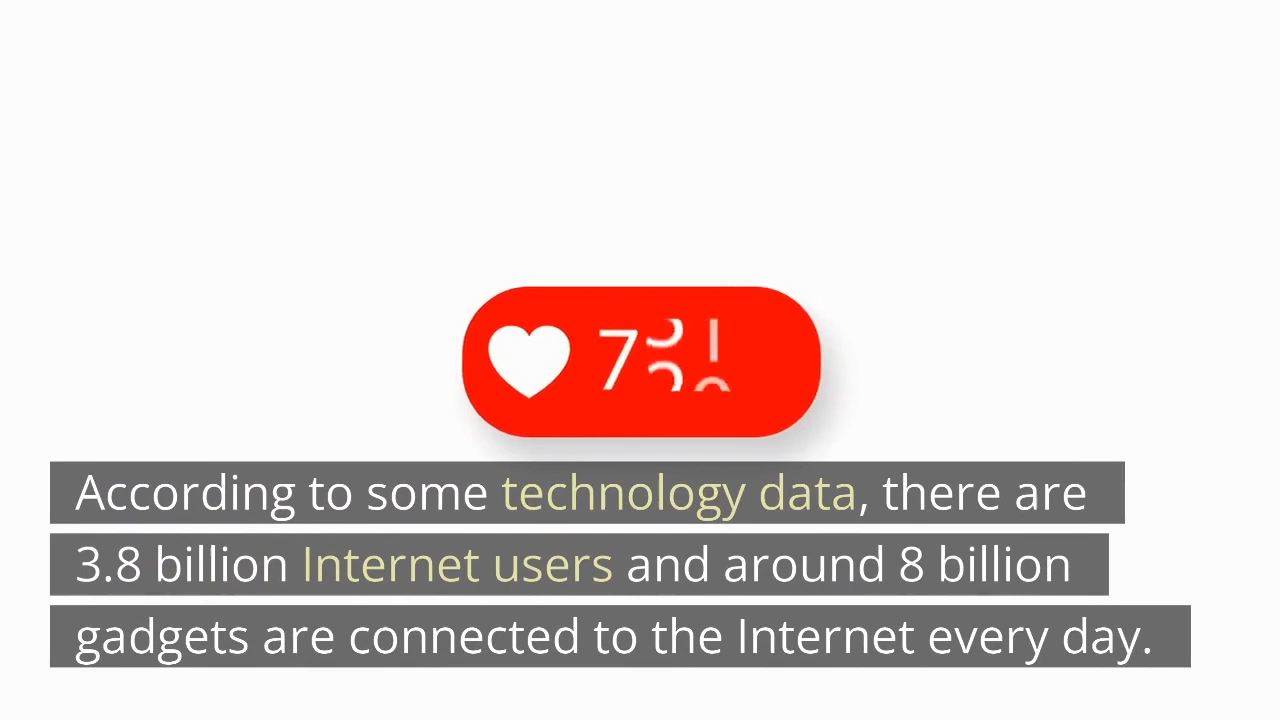 7
According to some technology data, there are
3.8 billion Internet users and around 8 billion
gadgets are connected to the Internet every day.